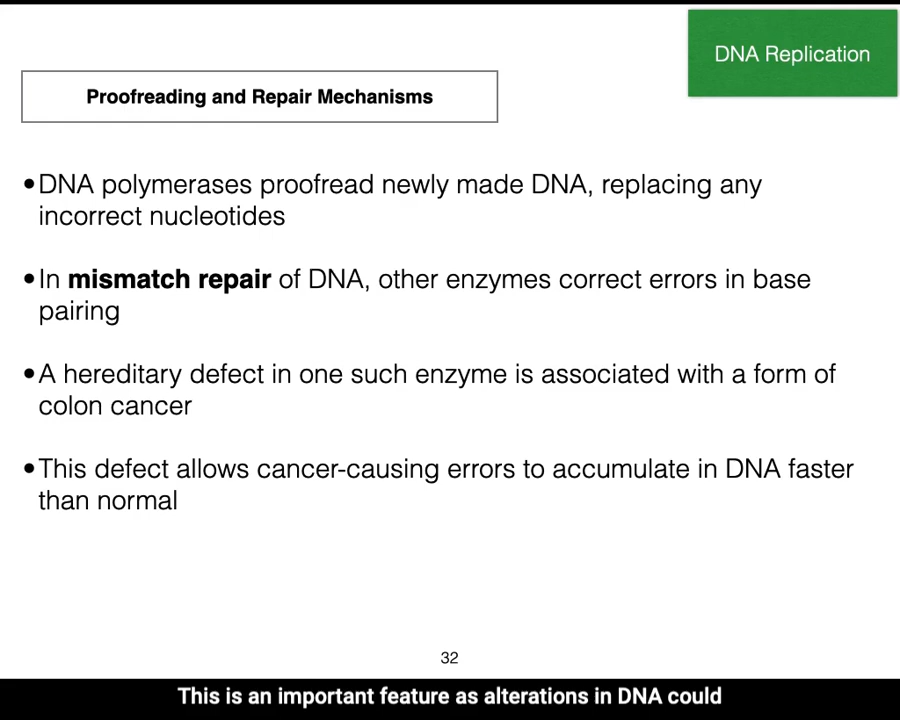 DNA Replication
Proofreading and Repair Mechanisms
•DNA polymerases proofread newly made DNA, replacing any
incorrect nucleotides
•In mismatch repair of DNA, other enzymes correct errors in base
pairing
•A hereditary defect in one such enzyme is associated with a form of
colon cancer
•This defect allows cancer-causing errors to accumulate in DNA faster
than normal
32
This is an important feature as alterations in DNA could